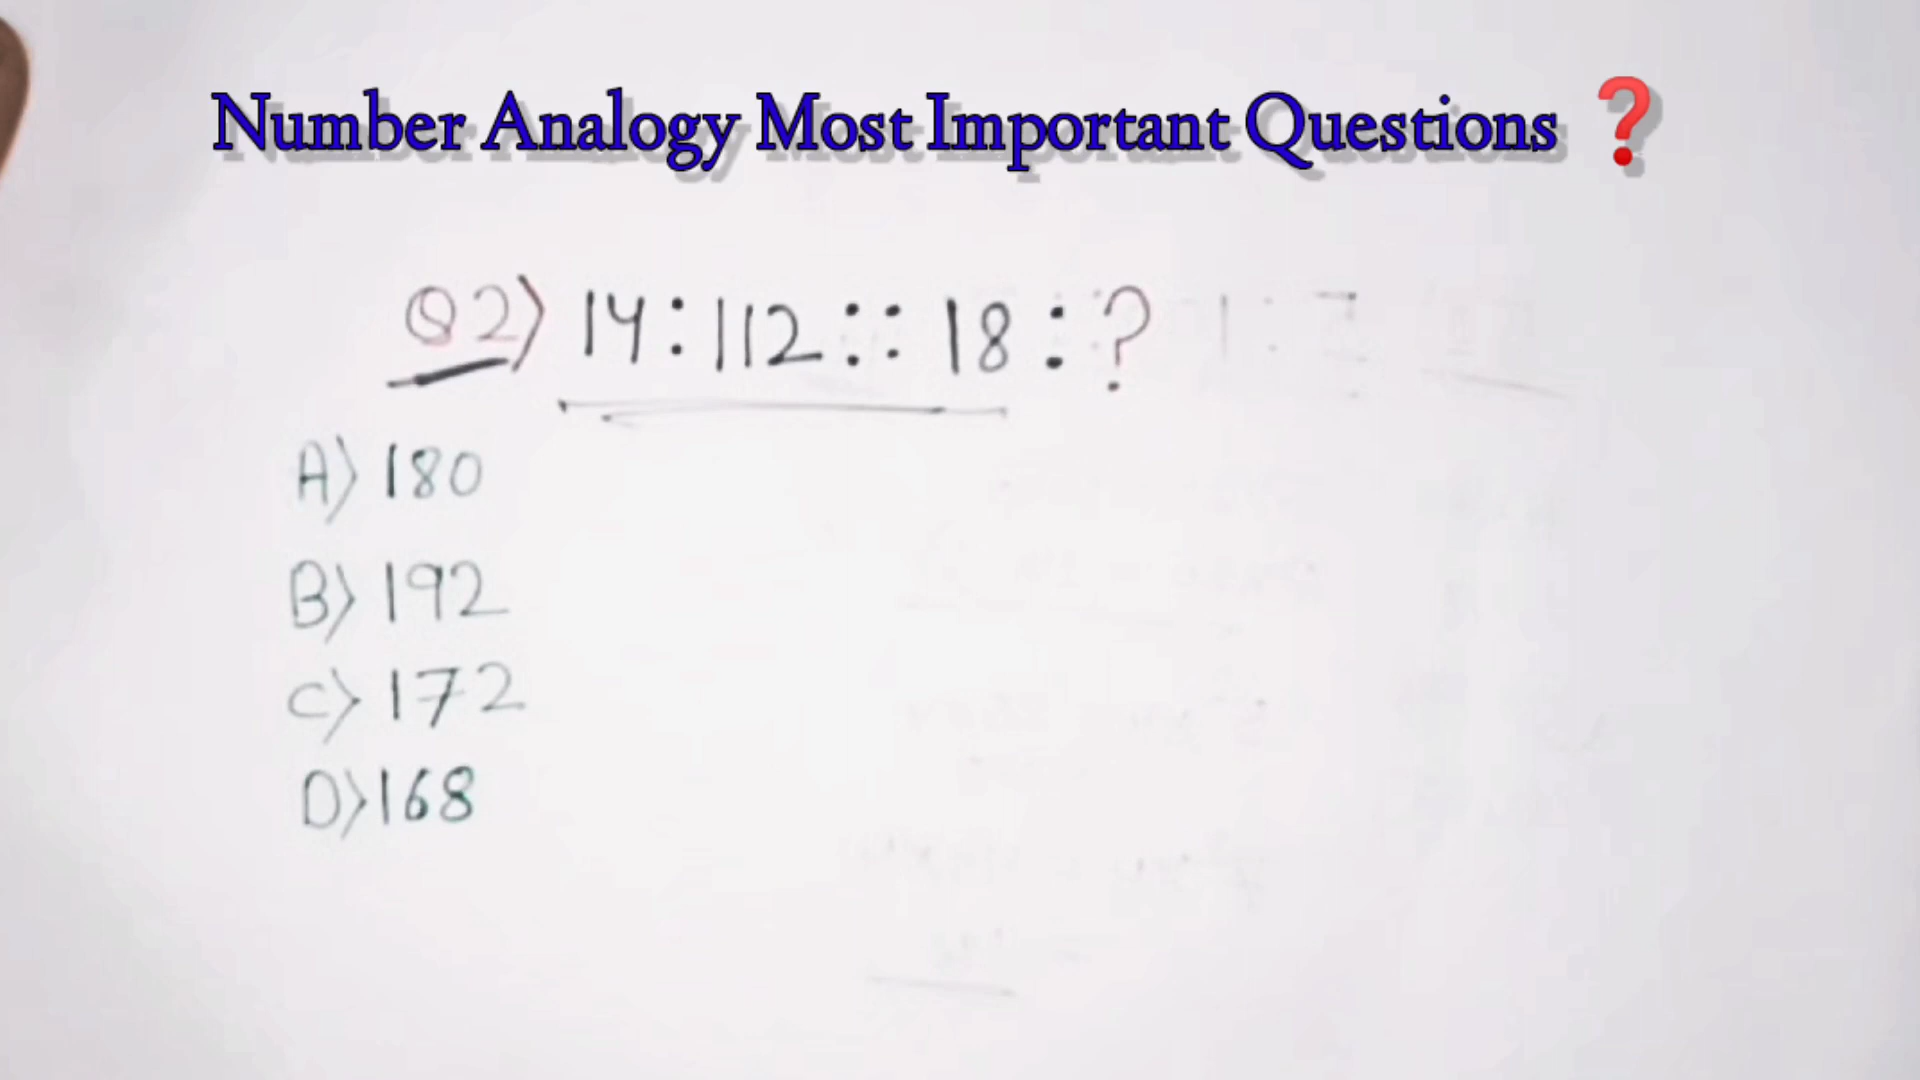 Number Analogy Most Important Questions ❓
Q2) 14 : 112 :: 18 : ?
A) 180
B) 192
C) 172
D) 168